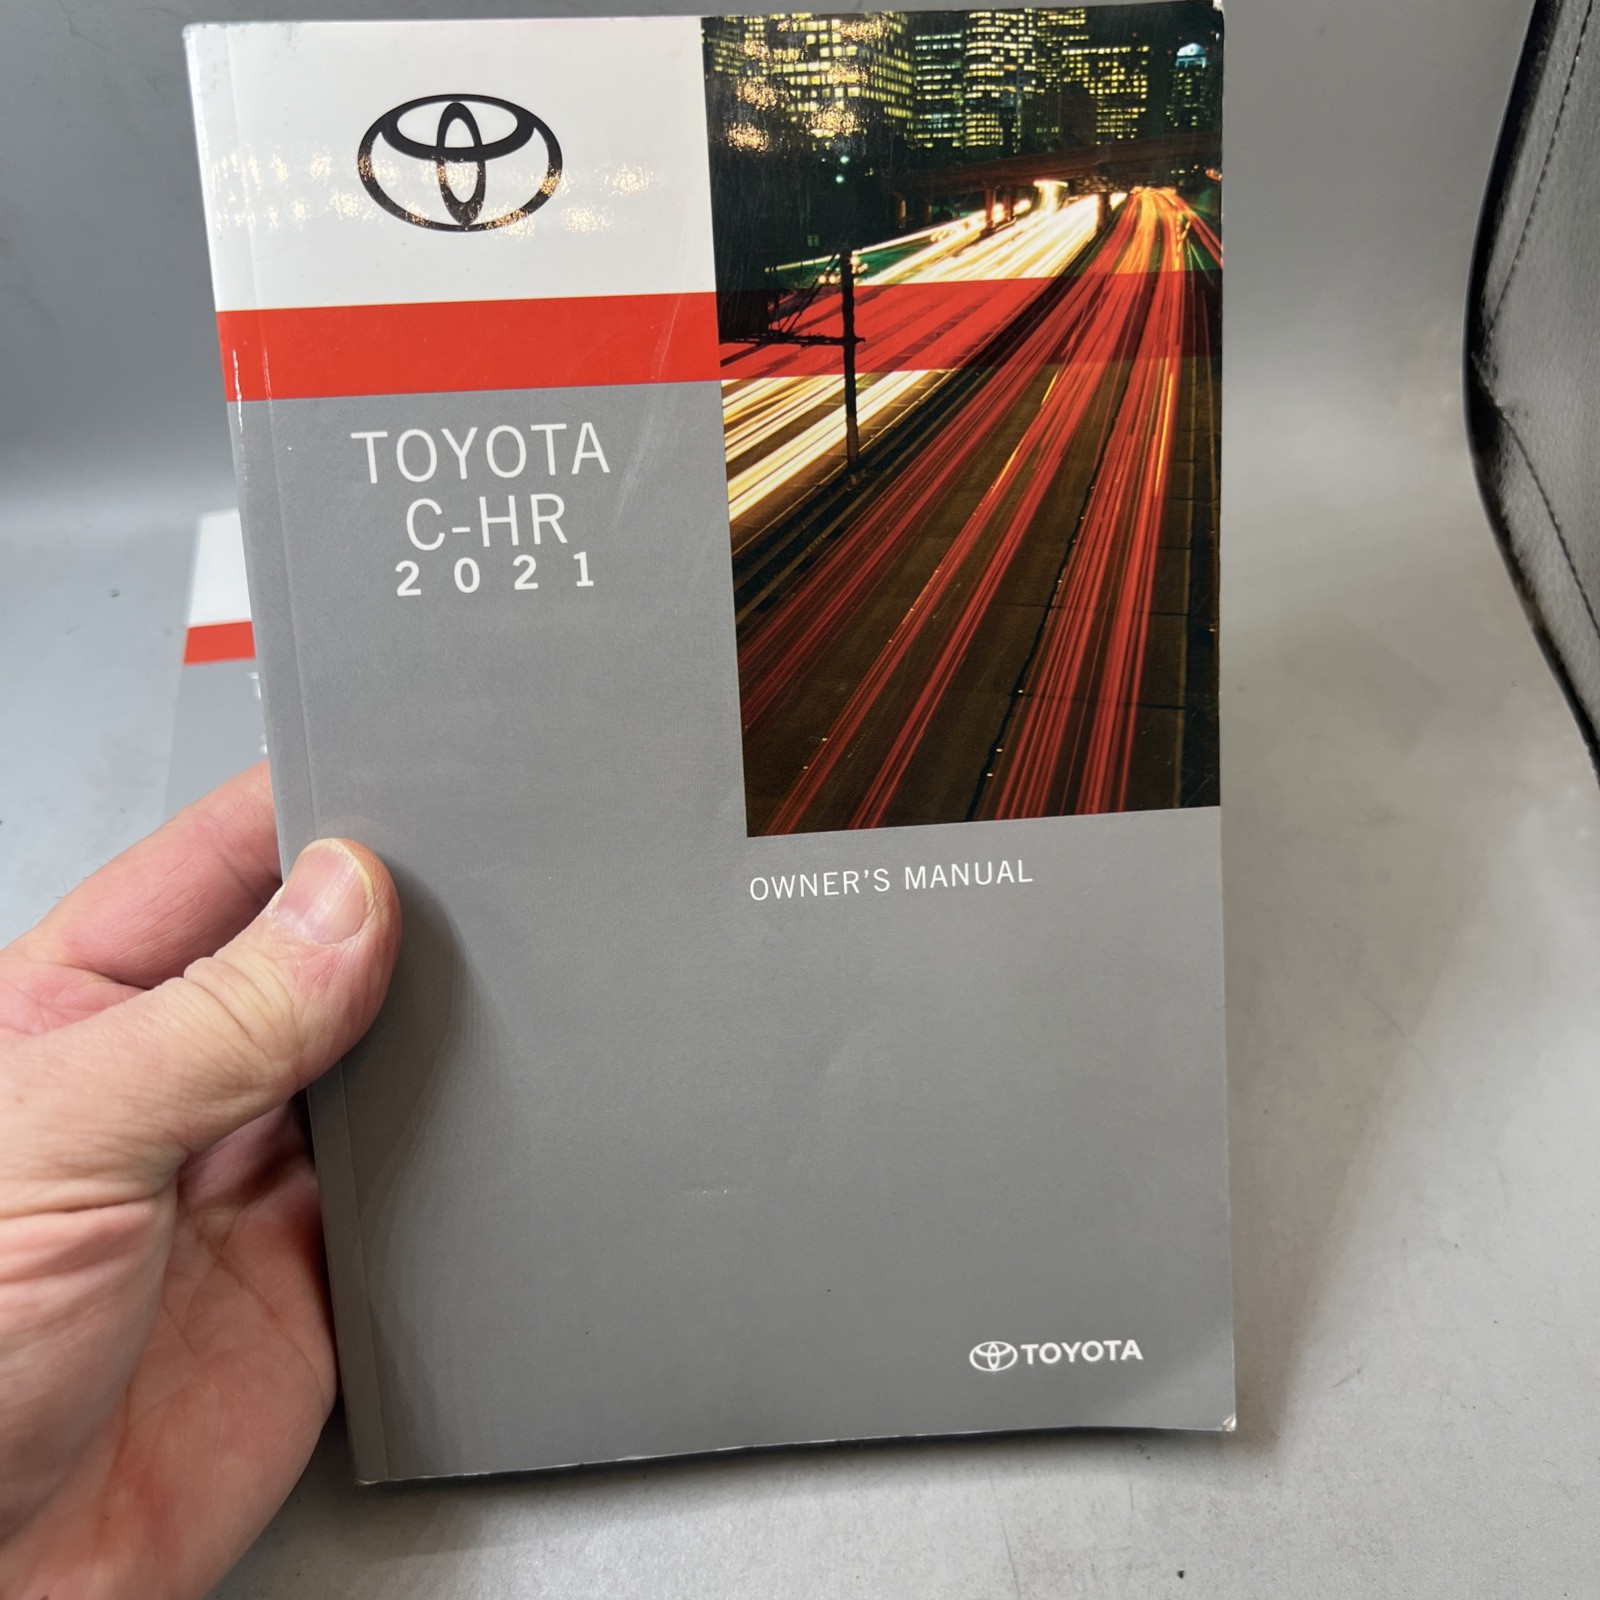 TOYOTA
C-HR
2021
OWNER'S MANUAL
TOYOTA